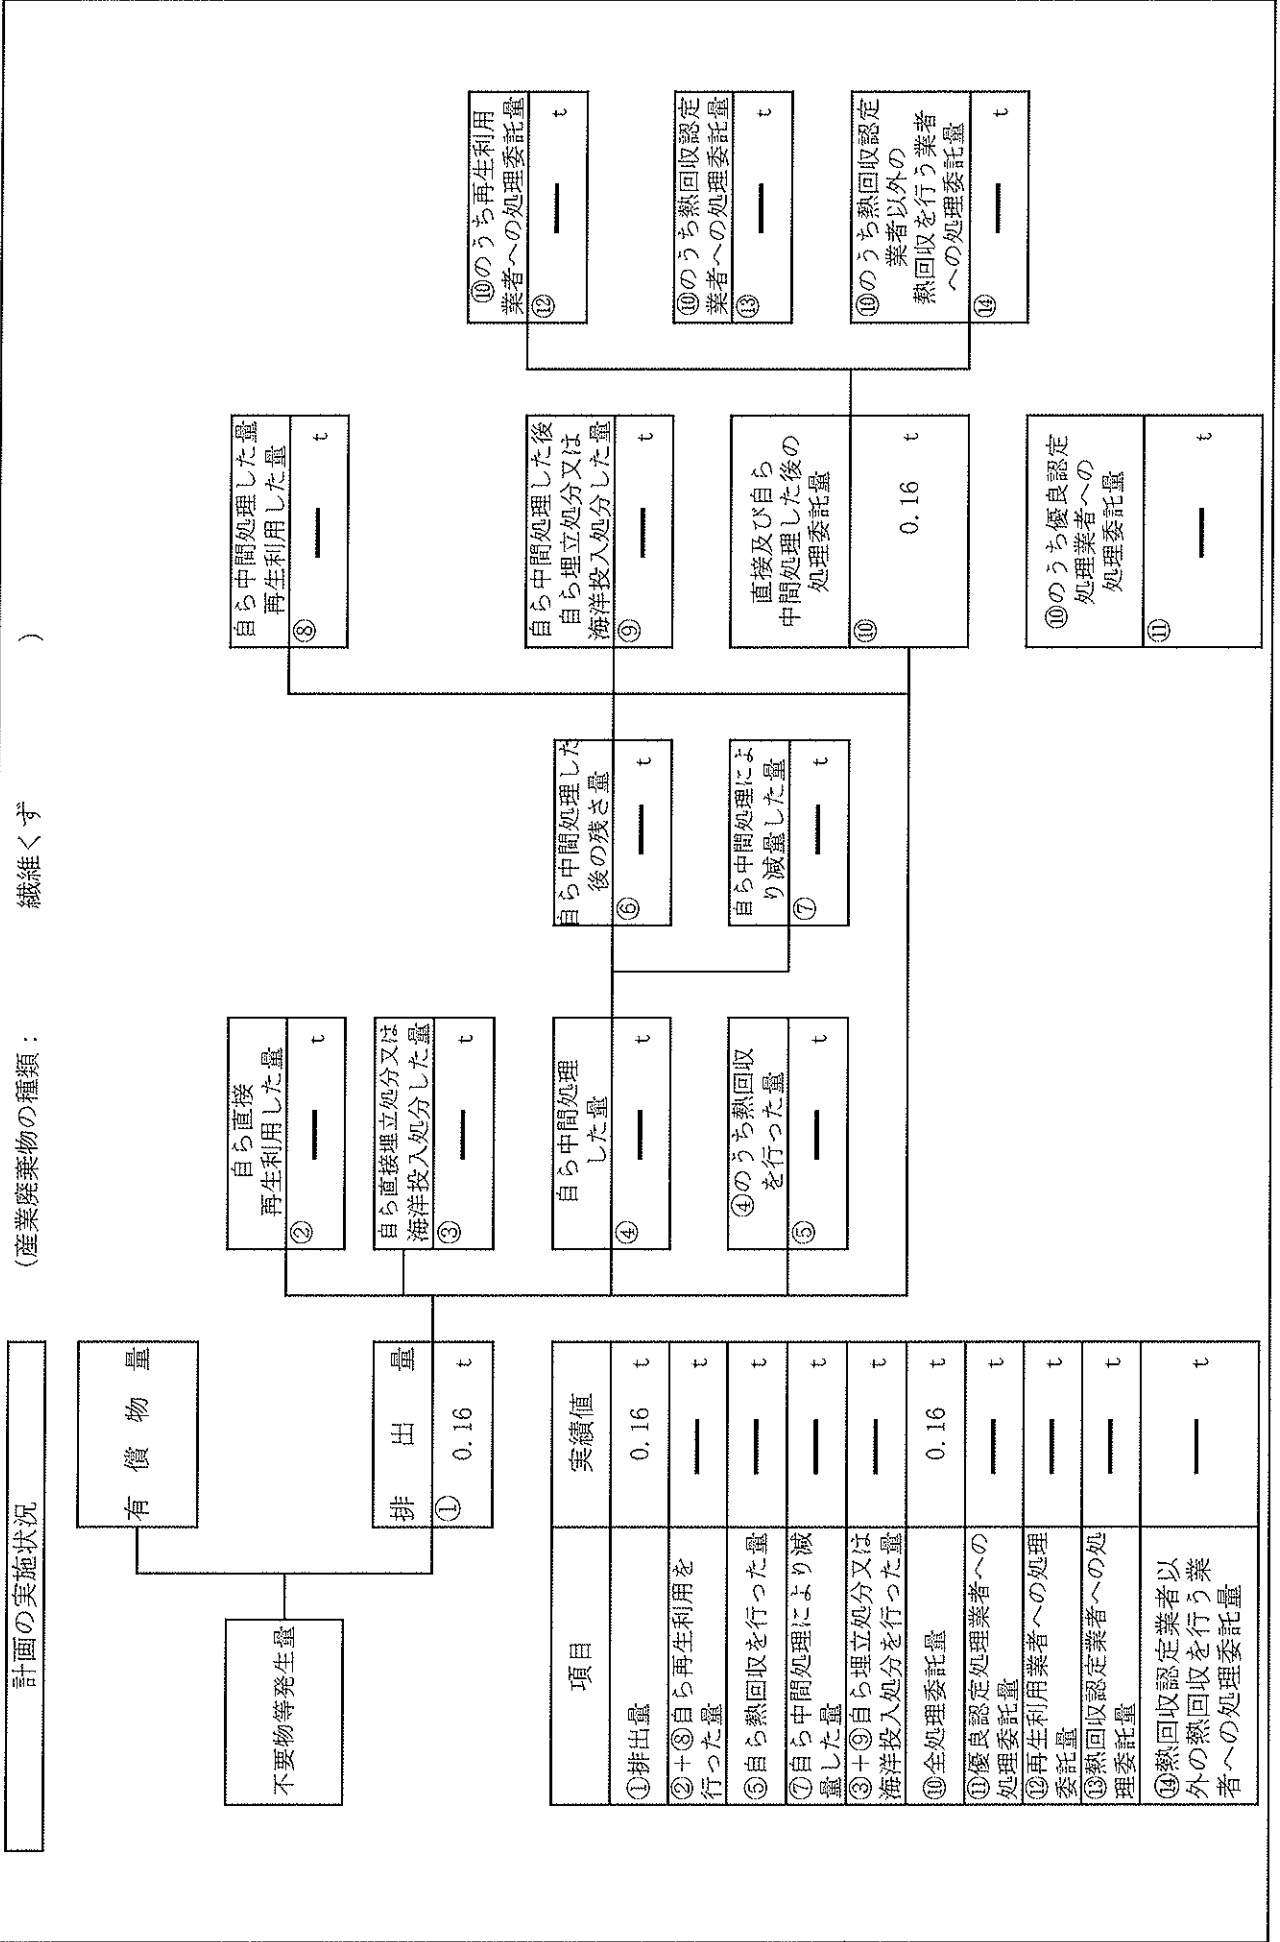 計画の実施状況
(産業廃棄物の種類: 繊維くず )
有償物量
不要物等発生量
排出量
① 0.16 t
自ら直接
再生利用した量
② ― t
自ら直接埋立処分又は
海洋投入処分した量
③ ― t
自ら中間処理
した量
④ ― t
④のうち熱回収
を行った量
⑤ ― t
自ら中間処理した
後の残さ量
⑥ ― t
自ら中間処理によ
り減量した量
⑦ ― t
自ら中間処理した量
再生利用した量
⑧ ― t
自ら中間処理した後
自ら埋立処分又は
海洋投入処分した量
⑨ ― t
直接及び自ら
中間処理した後の
処理委託量
⑩ 0.16 t
⑩のうち優良認定
処理業者への
処理委託量
⑪ ― t
⑩のうち再生利用
業者への処理委託量
⑫ ― t
⑩のうち熱回収認定
業者への処理委託量
⑬ ― t
⑩のうち熱回収認定
業者以外の
熱回収を行う業者
への処理委託量
⑭ ― t
項目 実績値
①排出量 0.16 t
②+⑧自ら再生利用を
行った量 ― t
⑤自ら熱回収を行った量 ― t
⑦自ら中間処理により減
量した量 ― t
③+⑨自ら埋立処分又は
海洋投入処分を行った量 ― t
⑩全処理委託量 0.16 t
⑪優良認定処理業者への
処理委託量 ― t
⑫再生利用業者への処理
委託量 ― t
⑬熱回収認定業者への処
理委託量 ― t
⑭熱回収認定業者以
外の熱回収を行う業
者への処理委託量 ― t